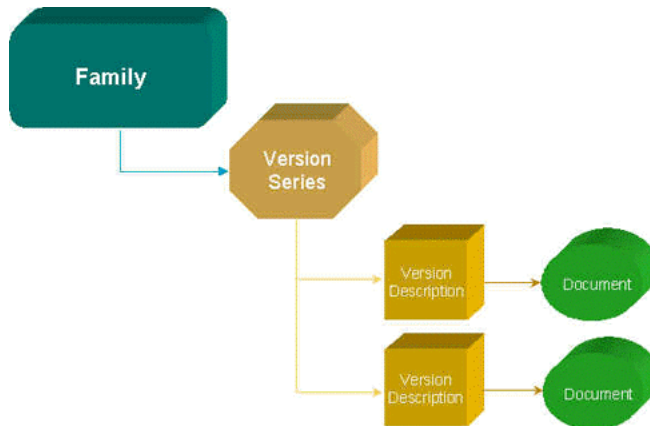 Family
Version
Series
Version
Description
Document
Version
Description
Document